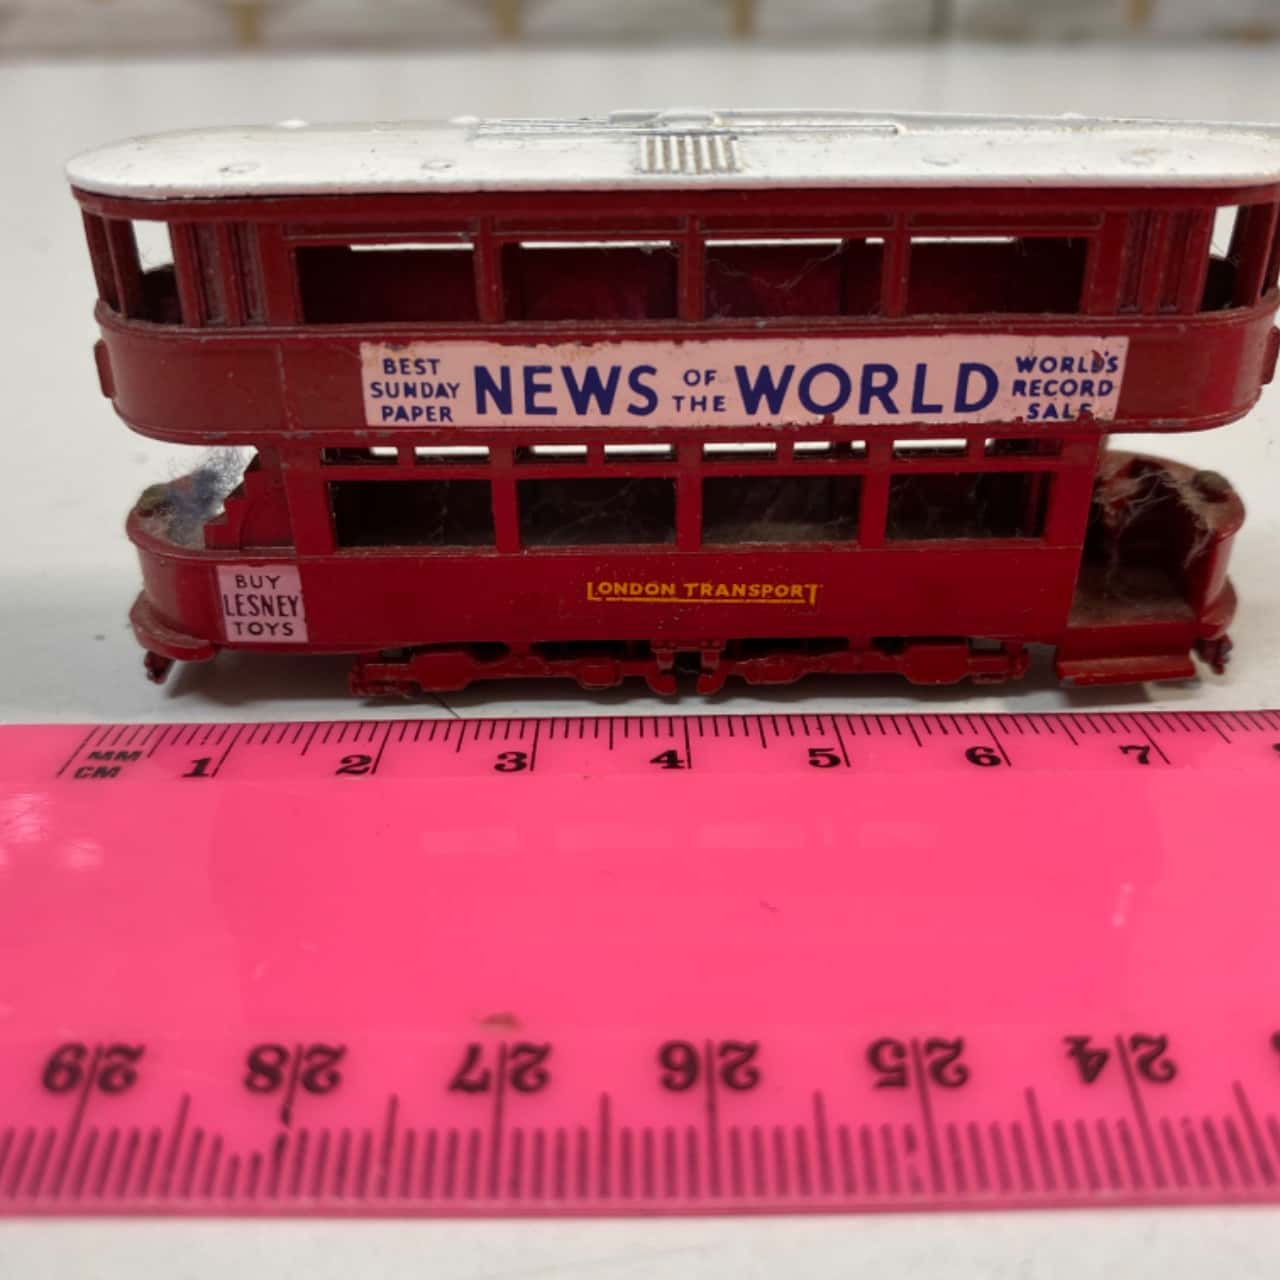 BEST
SUNDAY
PAPER
NEWS OF THE WORLD
WORLD'S
RECORD
SALE
BUY
LESNEY
TOYS
LONDON TRANSPORT
MM
CM
1 2 3 4 5 6 7
29 28 27 26 25 24